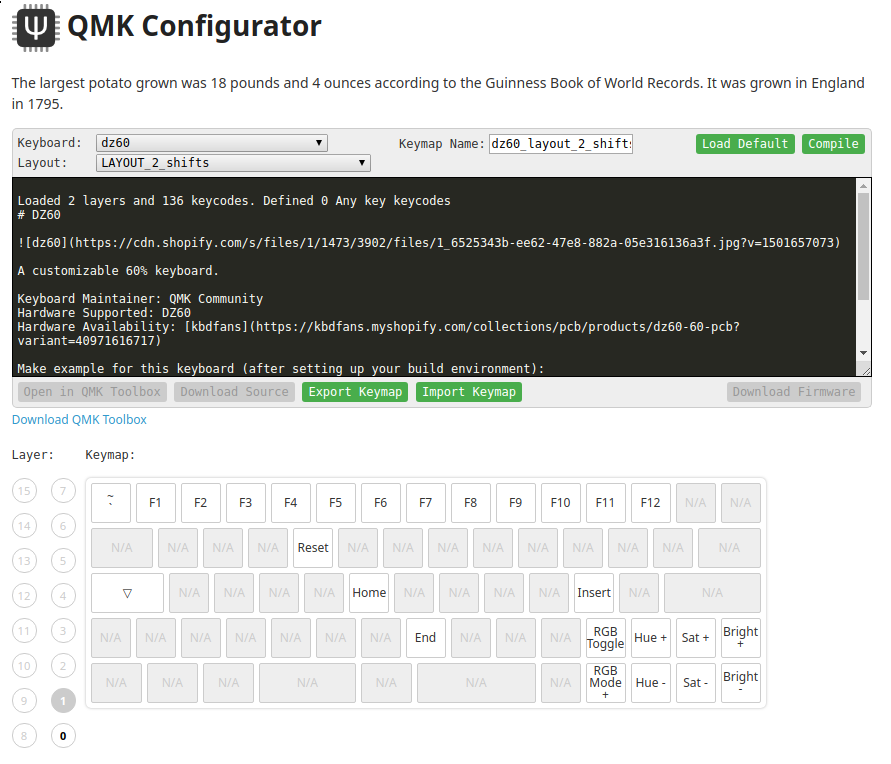 QMK Configurator
The largest potato grown was 18 pounds and 4 ounces according to the Guinness Book of World Records. It was grown in England
in 1795.
Keyboard: dz60 Keymap Name: dz60_layout_2_shift Load Default Compile
Layout: LAYOUT_2_shifts
Loaded 2 layers and 136 keycodes. Defined 0 Any key keycodes
# DZ60
![dz60](https://cdn.shopify.com/s/files/1/1473/3902/files/1_6525343b-ee62-47e8-882a-05e316136a3f.jpg?v=1501657073)
A customizable 60% keyboard.
Keyboard Maintainer: QMK Community
Hardware Supported: DZ60
Hardware Availability: [kbdfans](https://kbdfans.myshopify.com/collections/pcb/products/dz60-60-pcb?
variant=40971616717)
Make example for this keyboard (after setting up your build environment):
Open in QMK Toolbox Download Source Export Keymap Import Keymap Download Firmware
Download QMK Toolbox
Layer: Keymap:
15 7 ~ ` F1 F2 F3 F4 F5 F6 F7 F8 F9 F10 F11 F12 N/A N/A
14 6 N/A N/A N/A N/A Reset N/A N/A N/A N/A N/A N/A N/A N/A N/A
13 5
12 4 ▽ N/A N/A N/A N/A Home N/A N/A N/A N/A Insert N/A N/A
11 3 N/A N/A N/A N/A N/A N/A N/A End N/A N/A N/A RGB Toggle Hue + Sat + Bright +
10 2 N/A N/A N/A N/A N/A N/A N/A RGB Mode + Hue - Sat - Bright -
9 1
8 0